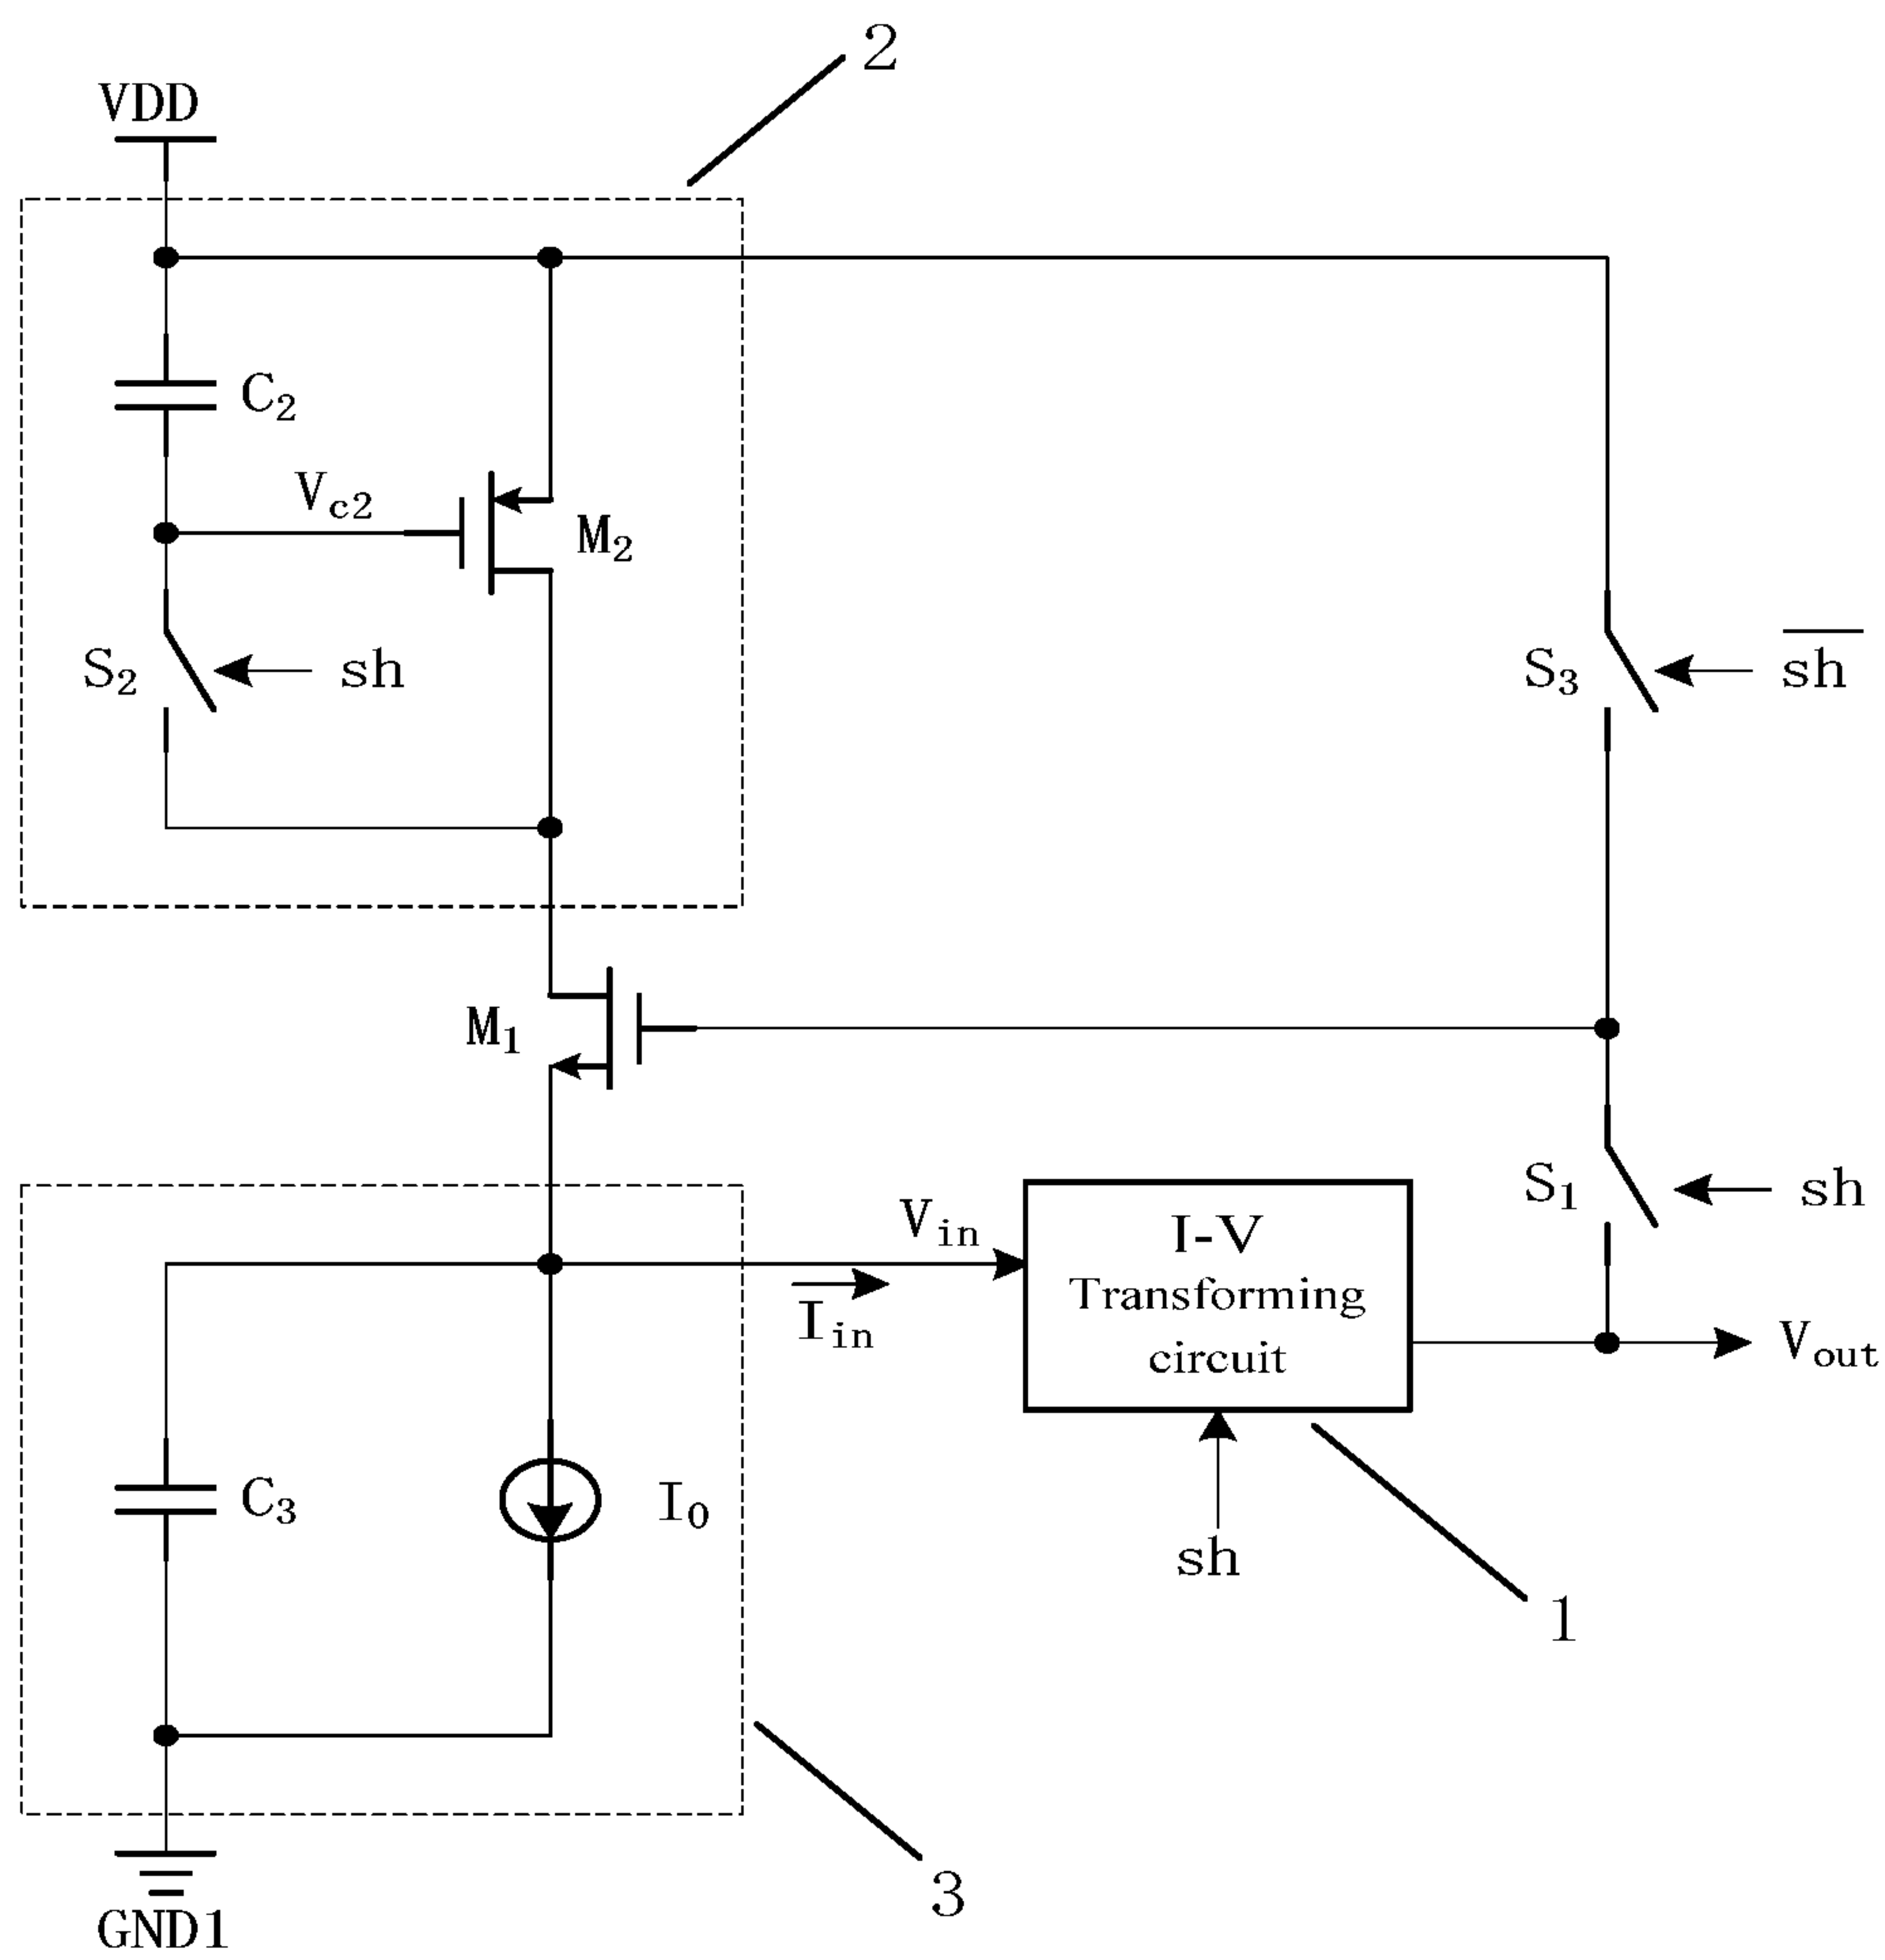 2
VDD
C2
Vc2
M2
S2
sh
S3
s̅h̅
M1
S1
sh
Vin
Iin
I-V
Transforming
circuit
Vout
C3
I0
sh
1
3
GND1